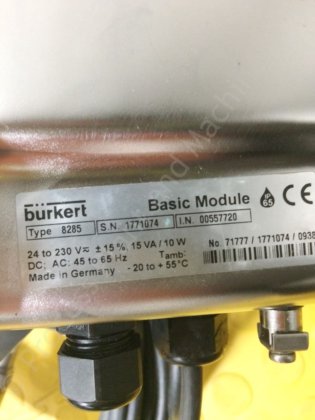 bürkert Basic Module 65 CE
Type 8285 S.N. 1771074 I.N. 00557720
24 to 230 V≂ ±15%, 15 VA/10 W No. 71777 / 1771074 / 0938
DC; AC: 45 to 65 Hz Tamb:
Made in Germany -20 to +55°C